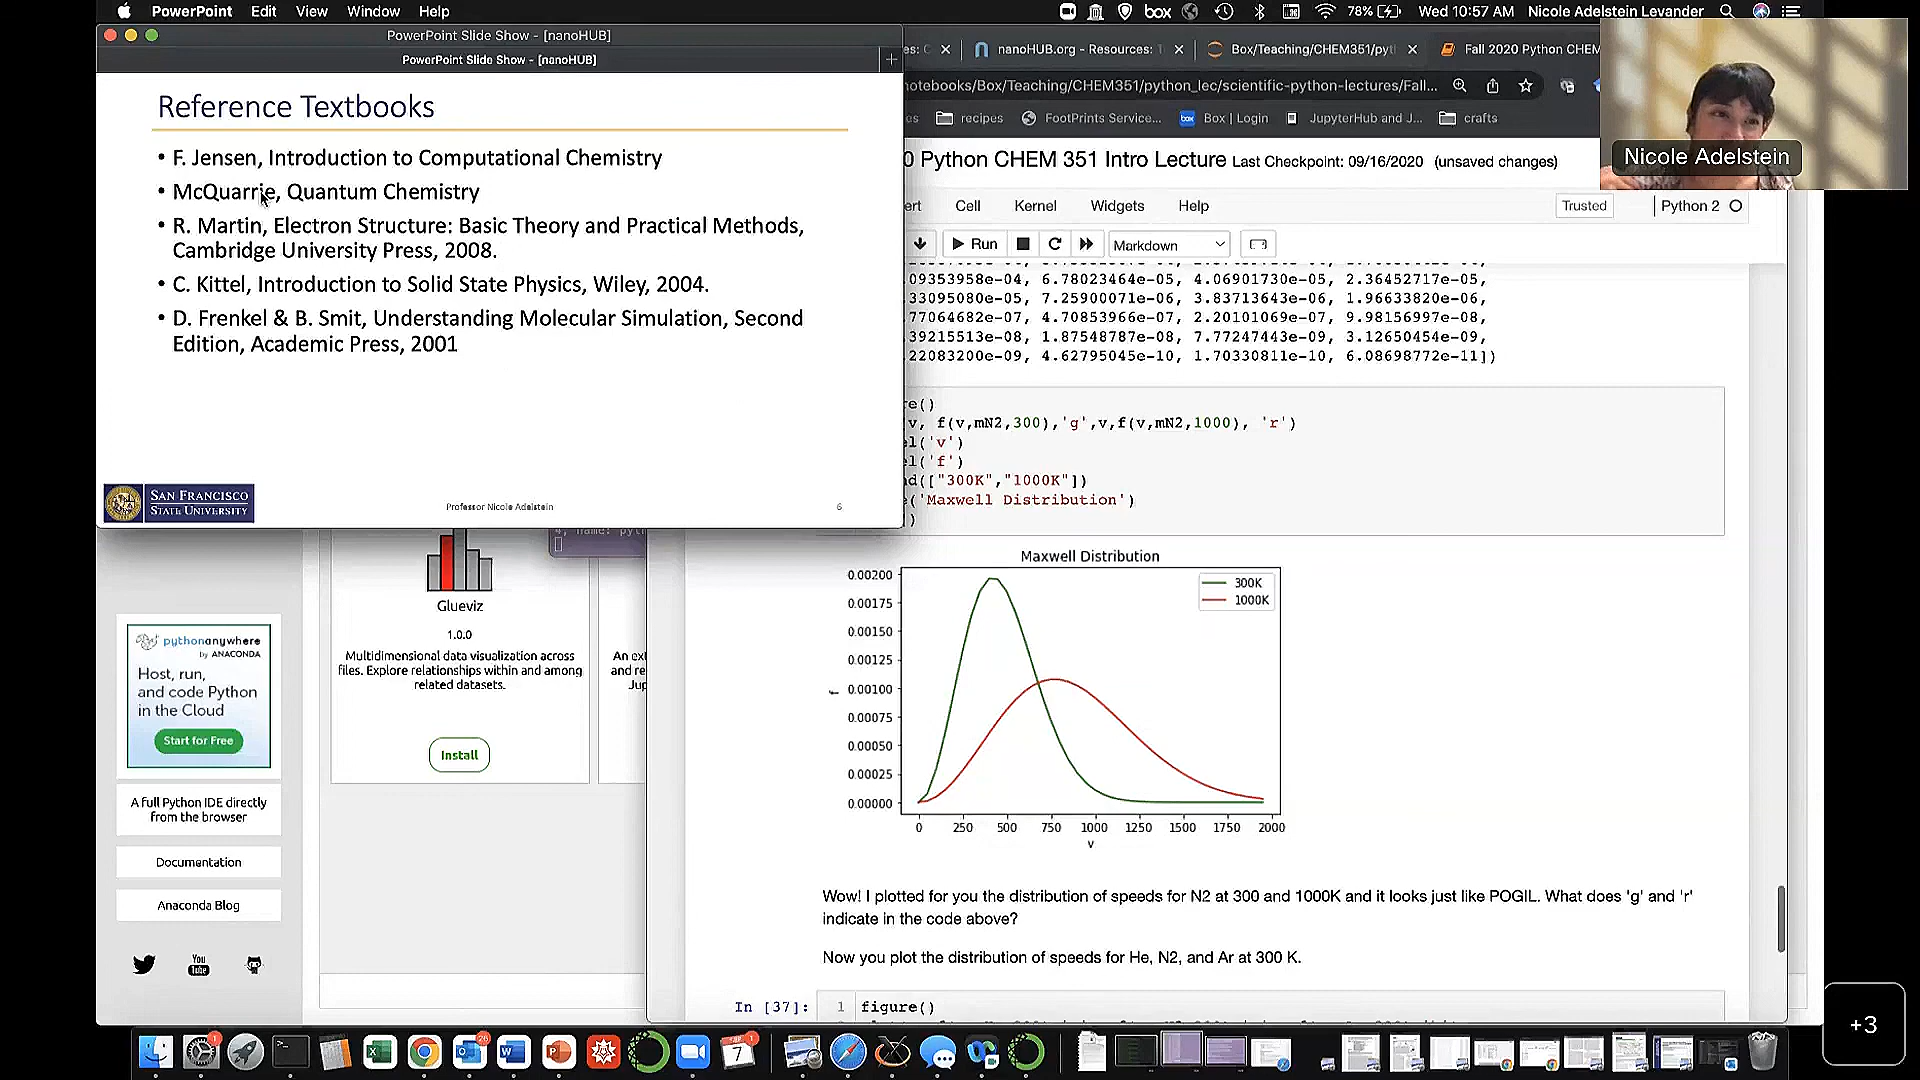 PowerPoint Edit View Window Help
box 78% Wed 10:57 AM Nicole Adelstein Levander
PowerPoint Slide Show - [nanoHUB]
PowerPoint Slide Show - [nanoHUB]
Reference Textbooks
• F. Jensen, Introduction to Computational Chemistry
• McQuarrie, Quantum Chemistry
• R. Martin, Electron Structure: Basic Theory and Practical Methods,
Cambridge University Press, 2008.
• C. Kittel, Introduction to Solid State Physics, Wiley, 2004.
• D. Frenkel & B. Smit, Understanding Molecular Simulation, Second
Edition, Academic Press, 2001
SAN FRANCISCO
STATE UNIVERSITY
Professor Nicole Adelstein
6
nanoHUB.org - Resources:
Box/Teaching/CHEM351/pyt
Fall 2020 Python CHEM
notebooks/Box/Teaching/CHEM351/python_lec/scientific-python-lectures/Fall...
recipes FootPrints Service... Box | Login JupyterHub and J... crafts
Nicole Adelstein
0 Python CHEM 351 Intro Lecture Last Checkpoint: 09/16/2020 (unsaved changes)
ert Cell Kernel Widgets Help Trusted Python 2
Run Markdown
09353958e-04, 6.78023464e-05, 4.06901730e-05, 2.36452717e-05,
33095080e-05, 7.25900071e-06, 3.83713643e-06, 1.96633820e-06,
77064682e-07, 4.70853966e-07, 2.20101069e-07, 9.98156997e-08,
39215513e-08, 1.87548787e-08, 7.77247443e-09, 3.12650454e-09,
22083200e-09, 4.62795045e-10, 1.70330811e-10, 6.08698772e-11])
re()
v, f(v,mN2,300),'g',v,f(v,mN2,1000), 'r')
el('v')
el('f')
nd(["300K","1000K"])
e('Maxwell Distribution')
)
Maxwell Distribution
300K
1000K
0.00200
0.00175
0.00150
0.00125
0.00100
0.00075
0.00050
0.00025
0.00000
f
0 250 500 750 1000 1250 1500 1750 2000
v
Wow! I plotted for you the distribution of speeds for N2 at 300 and 1000K and it looks just like POGIL. What does 'g' and 'r'
indicate in the code above?
Now you plot the distribution of speeds for He, N2, and Ar at 300 K.
In [37]: 1 figure()
Glueviz
1.0.0
Multidimensional data visualization across
files. Explore relationships within and among
related datasets.
Install
An ex
and re
Jup
pythonanywhere
by ANACONDA
Host, run,
and code Python
in the Cloud
Start for Free
A full Python IDE directly
from the browser
Documentation
Anaconda Blog
You
Tube
+3